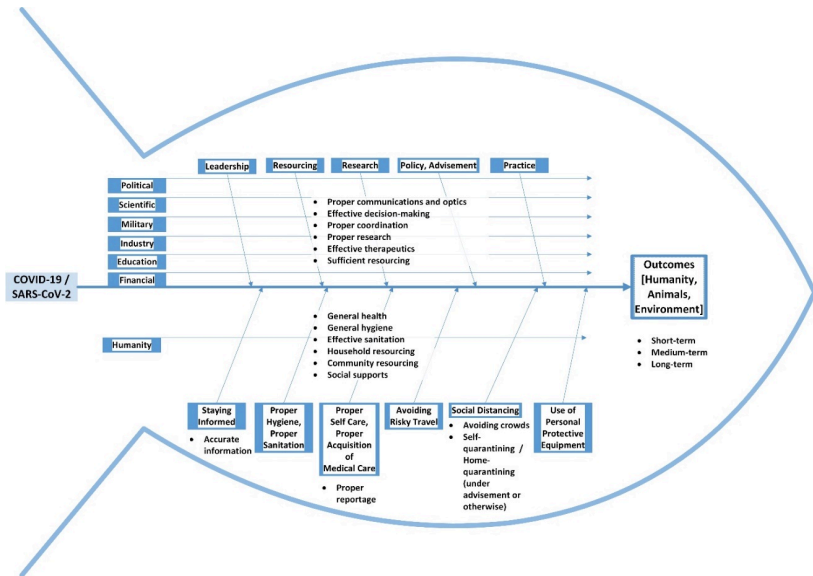 Leadership
Resourcing
Research
Policy, Advisement
Practice
Political
Scientific
Military
Industry
Education
Financial
• Proper communications and optics
• Effective decision-making
• Proper coordination
• Proper research
• Effective therapeutics
• Sufficient resourcing
COVID-19 /
SARS-CoV-2
Outcomes
[Humanity,
Animals,
Environment]
• Short-term
• Medium-term
• Long-term
Humanity
• General health
• General hygiene
• Effective sanitation
• Household resourcing
• Community resourcing
• Social supports
Staying
Informed
• Accurate
information
Proper
Hygiene,
Proper
Sanitation
Proper
Self Care,
Proper
Acquisition
of
Medical Care
• Proper
reportage
Avoiding
Risky Travel
Social Distancing
• Avoiding crowds
• Self-
quarantining /
Home-
quarantining
(under
advisement or
otherwise)
Use of
Personal
Protective
Equipment